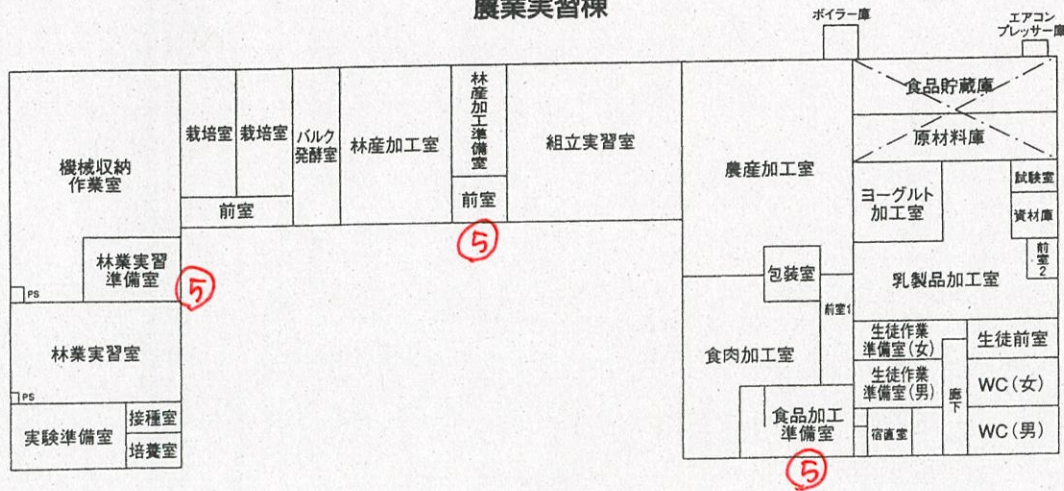 農業実習棟
ボイラー庫
エアコン
プレッサー庫
機械収納
作業室
栽培室
栽培室
バルク
発酵室
林産加工室
林産加工準備室
組立実習室
前室
前室
農産加工室
食品貯蔵庫
原材料庫
ヨーグルト
加工室
試験室
資材庫
前室2
林業実習
準備室
⑤
⑤
PS
包装室
乳製品加工室
前室1
林業実習室
PS
食肉加工室
生徒作業
準備室(女)
生徒前室
生徒作業
準備室(男)
廊下
WC(女)
実験準備室
接種室
培養室
食品加工
準備室
宿直室
WC(男)
⑤